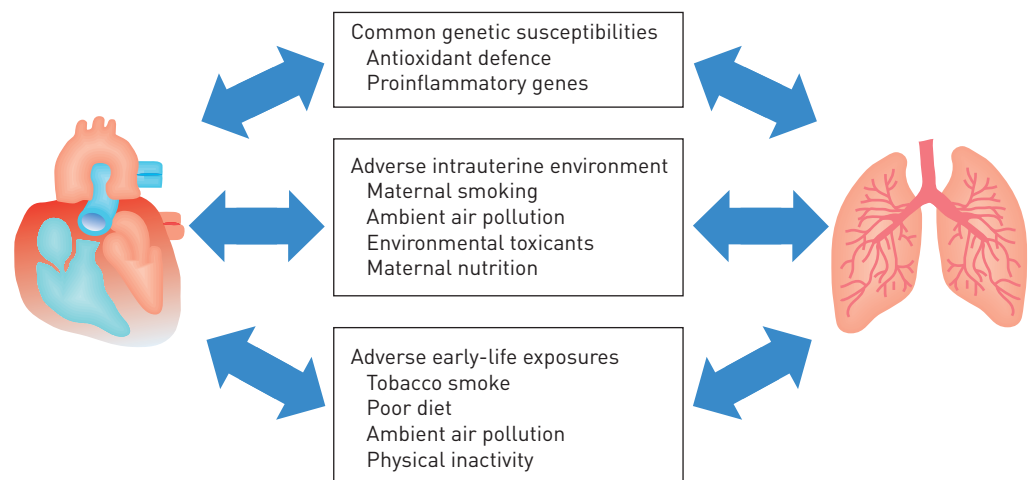 Common genetic susceptibilities
Antioxidant defence
Proinflammatory genes
Adverse intrauterine environment
Maternal smoking
Ambient air pollution
Environmental toxicants
Maternal nutrition
Adverse early-life exposures
Tobacco smoke
Poor diet
Ambient air pollution
Physical inactivity